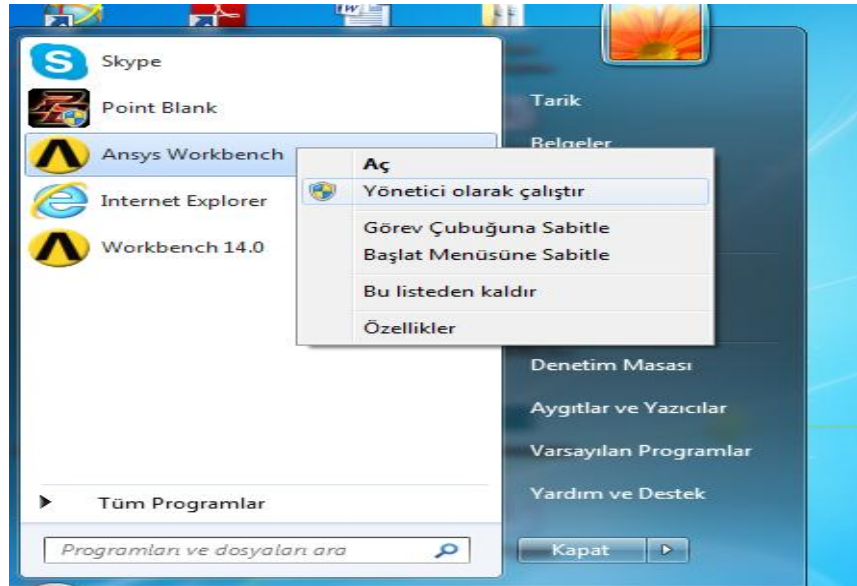 Skype
Point Blank
Ansys Workbench
Internet Explorer
Workbench 14.0
Tüm Programlar
Programları ve dosyaları ara
Aç
Yönetici olarak çalıştır
Görev Çubuğuna Sabitle
Başlat Menüsüne Sabitle
Bu listeden kaldır
Özellikler
Tarik
Belgeler
Denetim Masası
Aygıtlar ve Yazıcılar
Varsayılan Programlar
Yardım ve Destek
Kapat